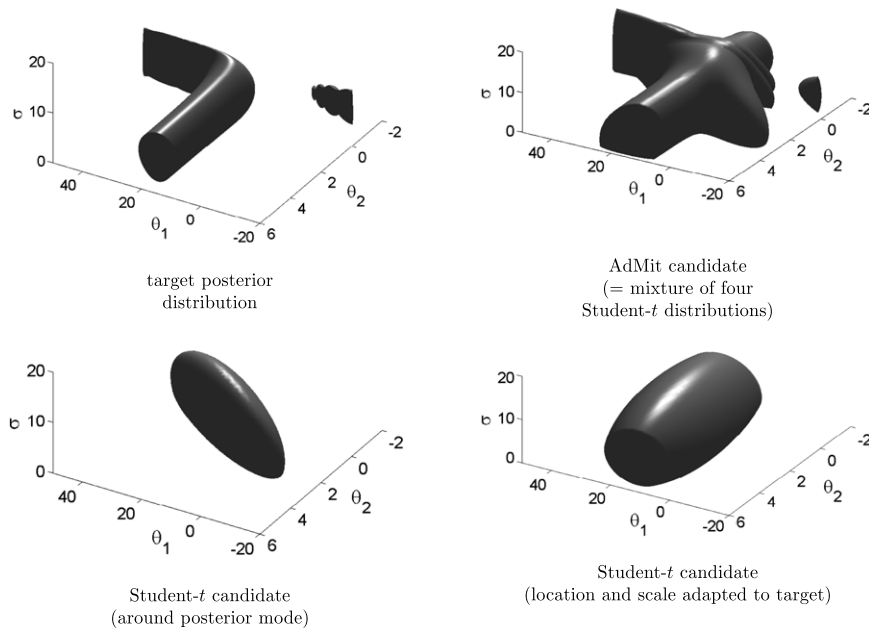 20
10
0
σ
40
20
0
-20
θ1
6
4
2
0
-2
θ2
target posterior
distribution
20
10
0
σ
40
20
0
-20
θ1
6
4
2
0
-2
θ2
AdMit candidate
(= mixture of four
Student-t distributions)
20
10
0
σ
40
20
0
-20
θ1
6
4
2
0
-2
θ2
Student-t candidate
(around posterior mode)
20
10
0
σ
40
20
0
-20
θ1
6
4
2
0
-2
θ2
Student-t candidate
(location and scale adapted to target)